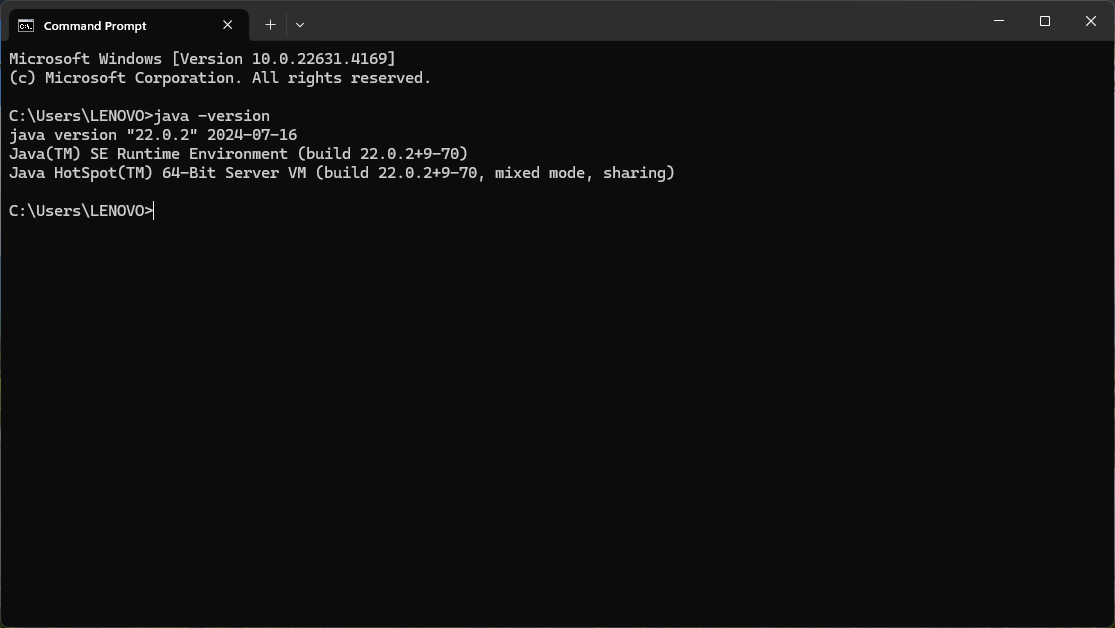 Command Prompt
Microsoft Windows [Version 10.0.22631.4169]
(c) Microsoft Corporation. All rights reserved.
C:\Users\LENOVO>java -version
java version "22.0.2" 2024-07-16
Java(TM) SE Runtime Environment (build 22.0.2+9-70)
Java HotSpot(TM) 64-Bit Server VM (build 22.0.2+9-70, mixed mode, sharing)
C:\Users\LENOVO>